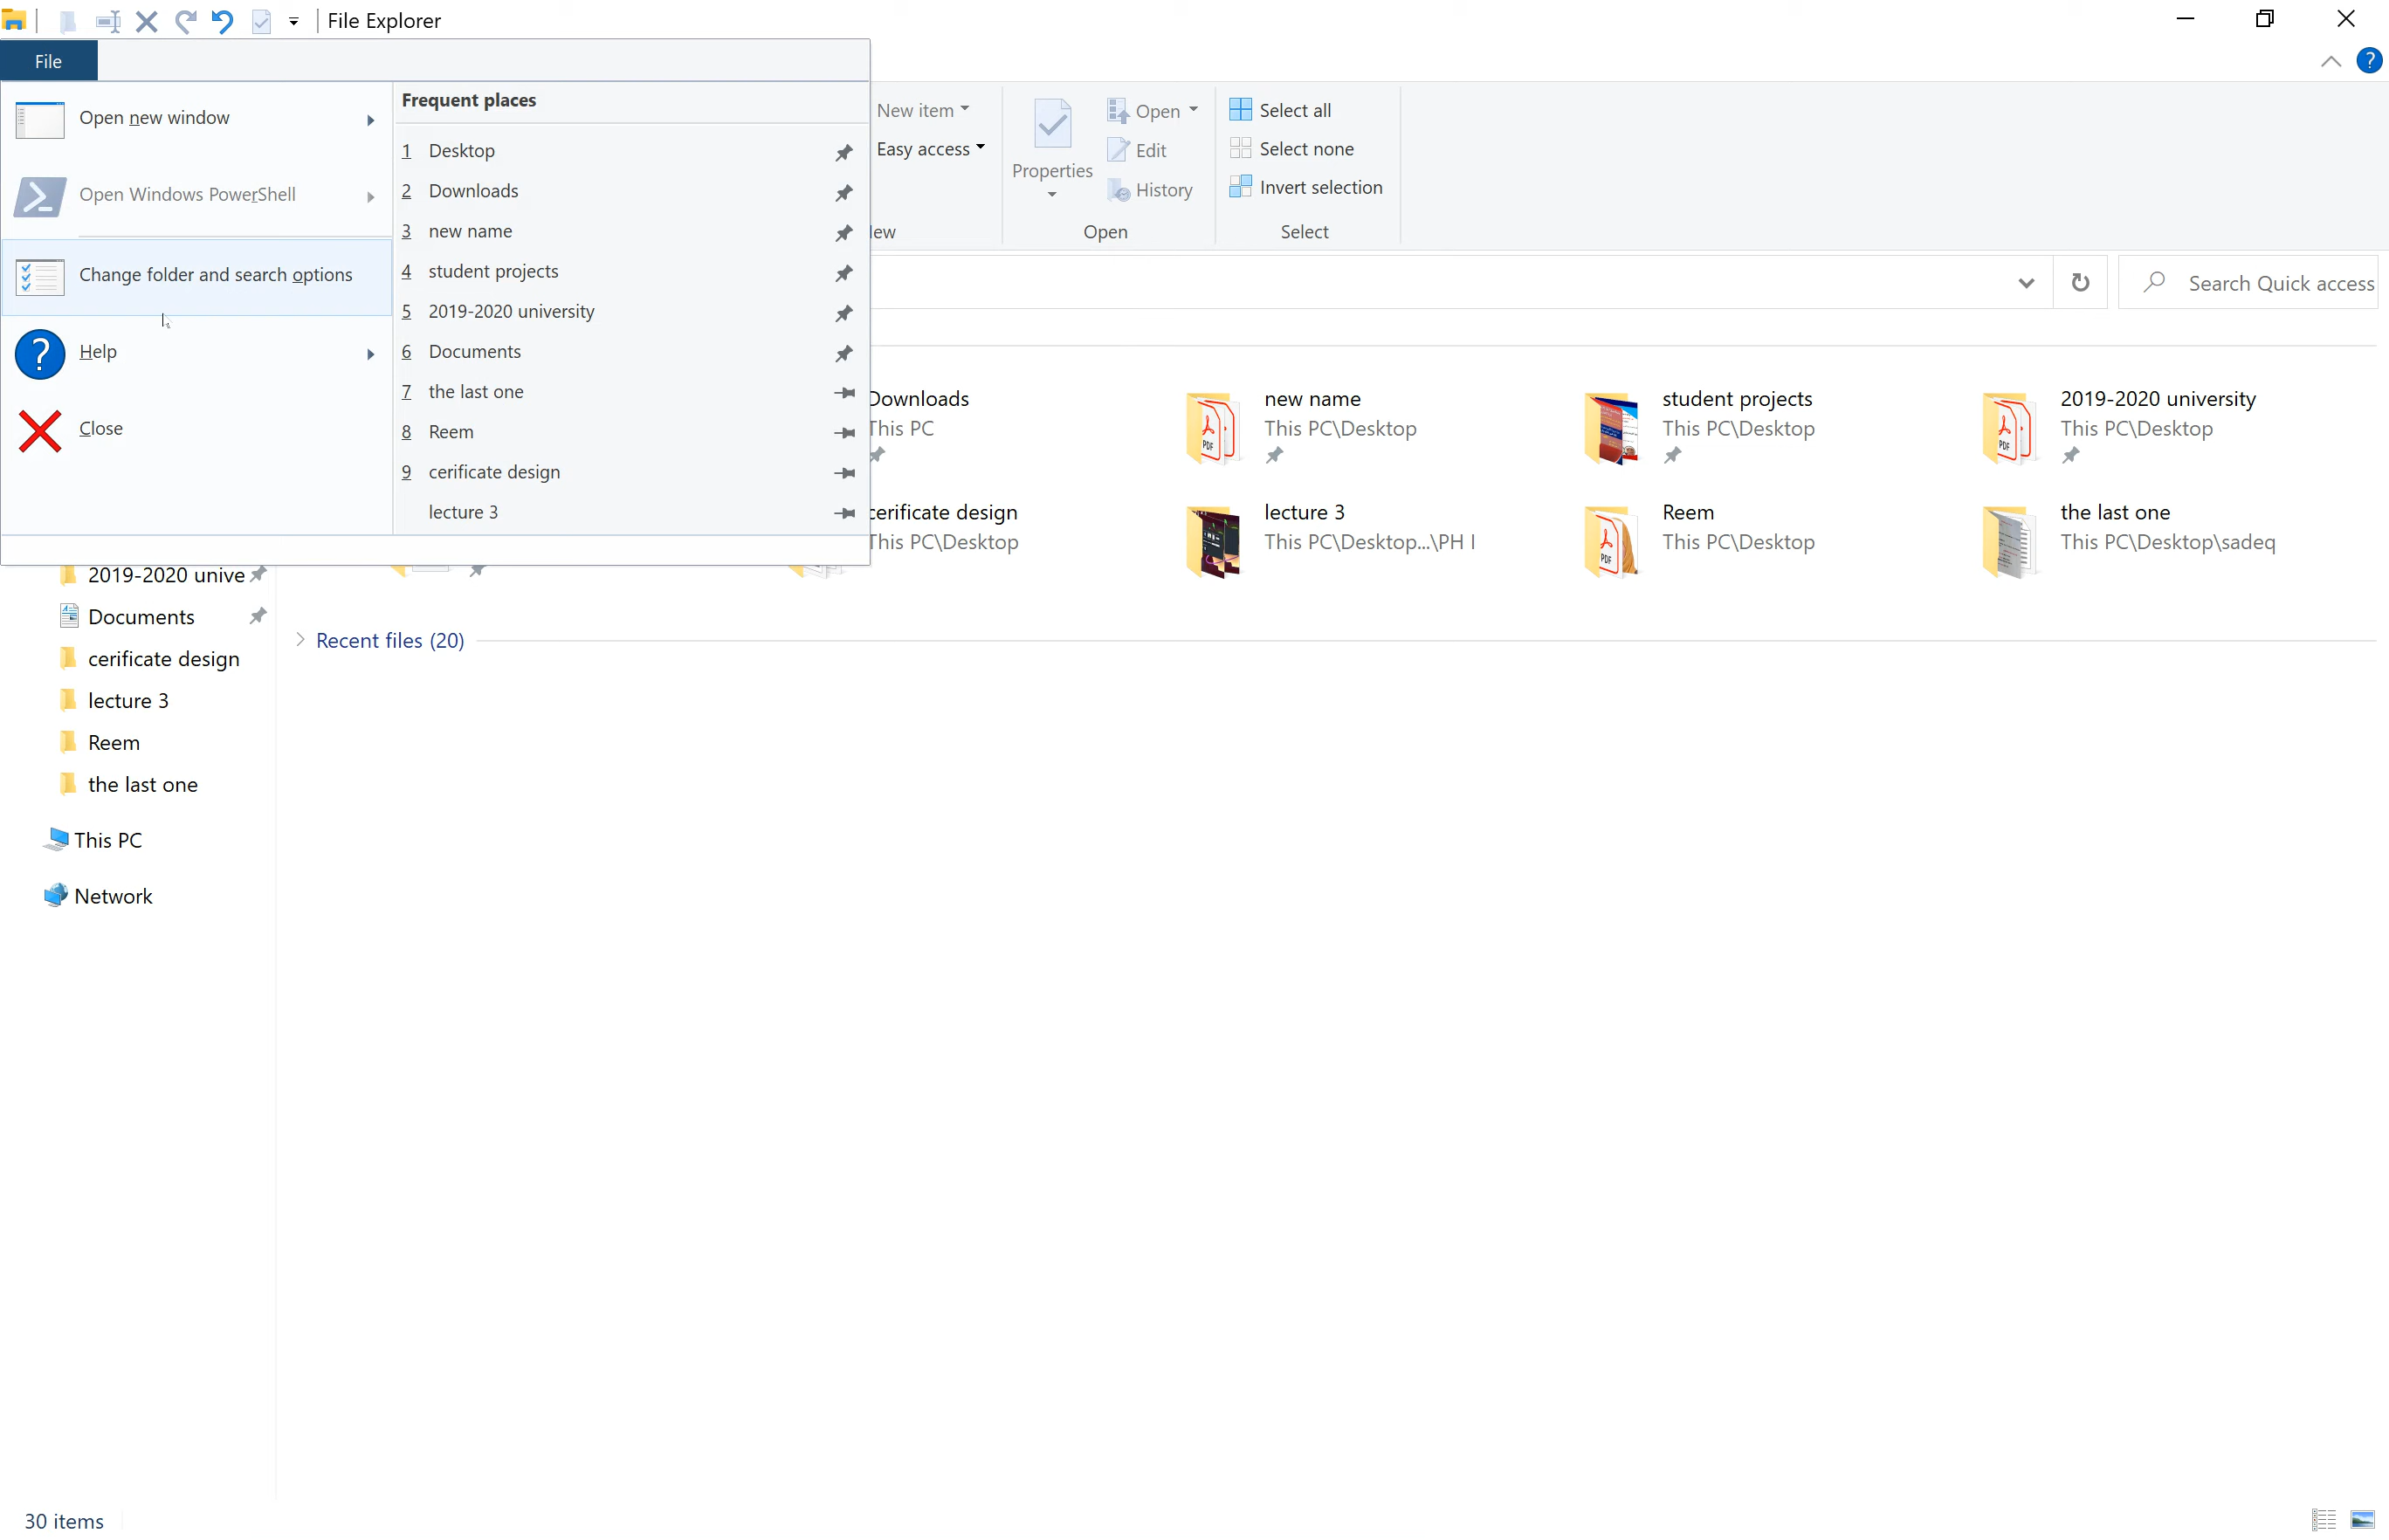 File Explorer
File
Open new window
Open Windows PowerShell
Change folder and search options
Help
Close
Frequent places
1 Desktop
2 Downloads
3 new name
4 student projects
5 2019-2020 university
6 Documents
7 the last one
8 Reem
9 cerificate design
lecture 3
New item
Easy access
ew
Properties
Open
Edit
History
Open
Select all
Select none
Invert selection
Select
Search Quick access
Downloads
This PC
new name
This PC\Desktop
student projects
This PC\Desktop
2019-2020 university
This PC\Desktop
cerificate design
This PC\Desktop
lecture 3
This PC\Desktop...\PH I
Reem
This PC\Desktop
the last one
This PC\Desktop\sadeq
2019-2020 unive
Documents
cerificate design
lecture 3
Reem
the last one
This PC
Network
Recent files (20)
30 items